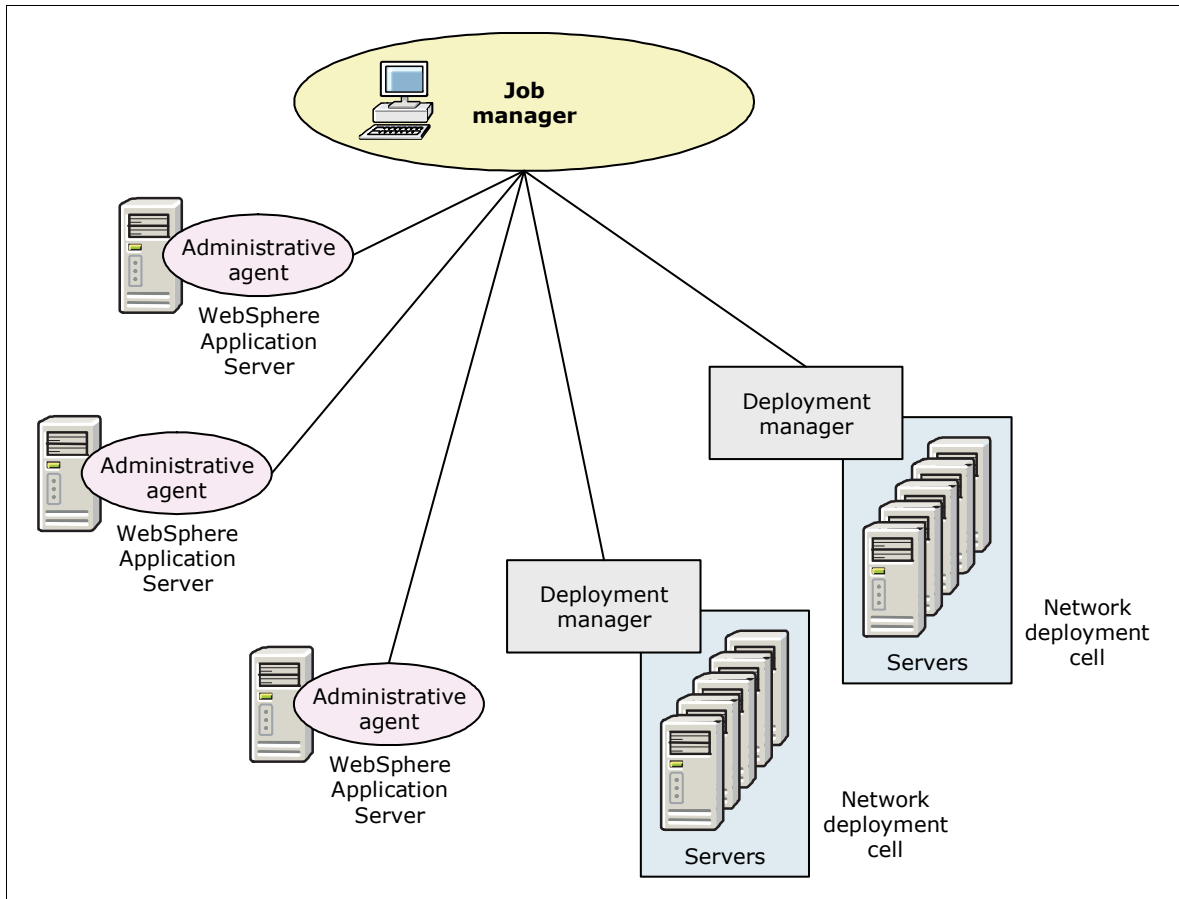 Job
manager
Administrative
agent
WebSphere
Application
Server
Administrative
agent
WebSphere
Application
Server
Administrative
agent
WebSphere
Application
Server
Deployment
manager
Servers
Network
deployment
cell
Deployment
manager
Servers
Network
deployment
cell